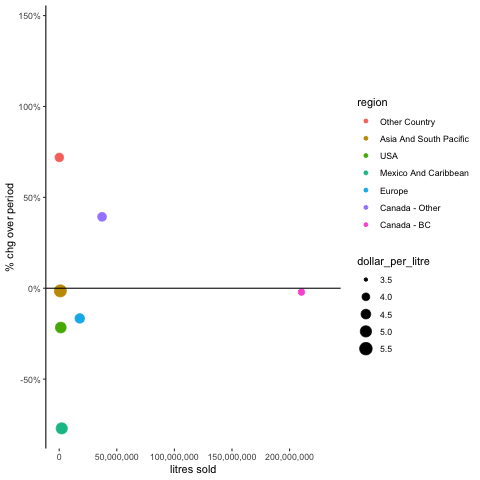 150%
100%
50%
0%
-50%
% chg over period
0
50,000,000
100,000,000
150,000,000
200,000,000
litres sold
region
Other Country
Asia And South Pacific
USA
Mexico And Caribbean
Europe
Canada - Other
Canada - BC
dollar_per_litre
3.5
4.0
4.5
5.0
5.5